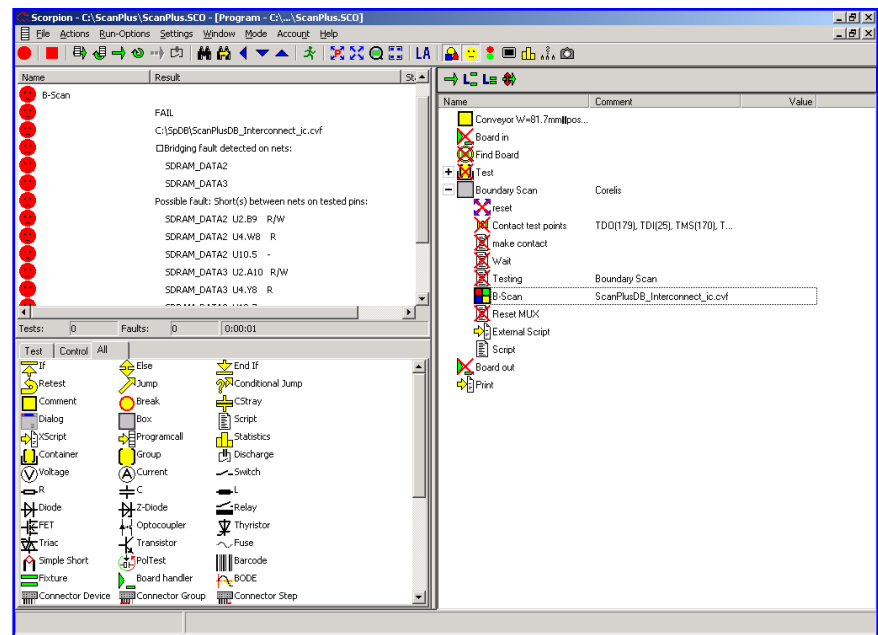 Scorpion - C:\ScanPlus\ScanPlus.SCO - [Program - C:\...\ScanPlus.SCO]
File Actions Run-Options Settings Window Mode Account Help
LA
Name Result St
B-Scan
FAIL
C:\SpDB\ScanPlusDB_Interconnect_ic.cvf
☐Bridging fault detected on nets:
SDRAM_DATA2
SDRAM_DATA3
Possible fault: Short(s) between nets on tested pins:
SDRAM_DATA2 U2.B9 R/W
SDRAM_DATA2 U4.W8 R
SDRAM_DATA2 U10.5 -
SDRAM_DATA3 U2.A10 R/W
SDRAM_DATA3 U4.Y8 R
Tests: 0 Faults: 0 0:00:01
Test Control All
If Else End If
Retest Jump Conditional Jump
Comment Break CStray
Dialog Box Script
XScript Programcall Statistics
Container Group Discharge
Voltage Current Switch
R C L
Diode Z-Diode Relay
FET Optocoupler Thyristor
Triac Transistor Fuse
Simple Short PolTest Barcode
Fixture Board handler BODE
Connector Device Connector Group Connector Step
Name Comment Value
Conveyor W=81.7mm||pos...
Board in
Find Board
Test
Boundary Scan Corelis
reset
Contact test points TDO(179), TDI(25), TMS(170), T...
make contact
Wait
Testing Boundary Scan
B-Scan ScanPlusDB_Interconnect_ic.cvf
Reset MUX
External Script
Script
Board out
Print